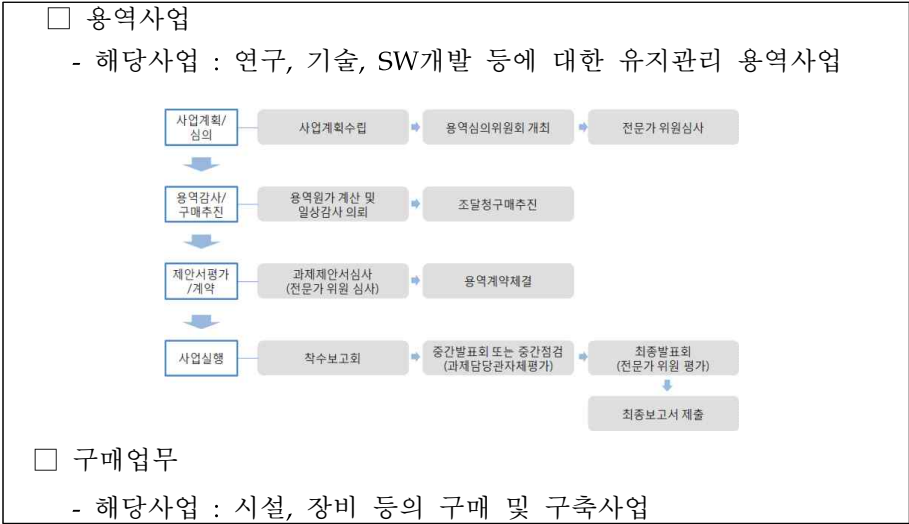 □ 용역사업
- 해당사업 : 연구, 기술, SW개발 등에 대한 유지관리 용역사업
사업계획/
심의
사업계획수립
용역심의위원회 개최
전문가 위원심사
용역감사/
구매추진
용역원가 계산 및
일상감사 의뢰
조달청구매추진
제안서평가
/계약
과제제안서심사
(전문가 위원 심사)
용역계약체결
사업실행
착수보고회
중간발표회 또는 중간점검
(과제담당관자체평가)
최종발표회
(전문가 위원 평가)
최종보고서 제출
□ 구매업무
- 해당사업 : 시설, 장비 등의 구매 및 구축사업